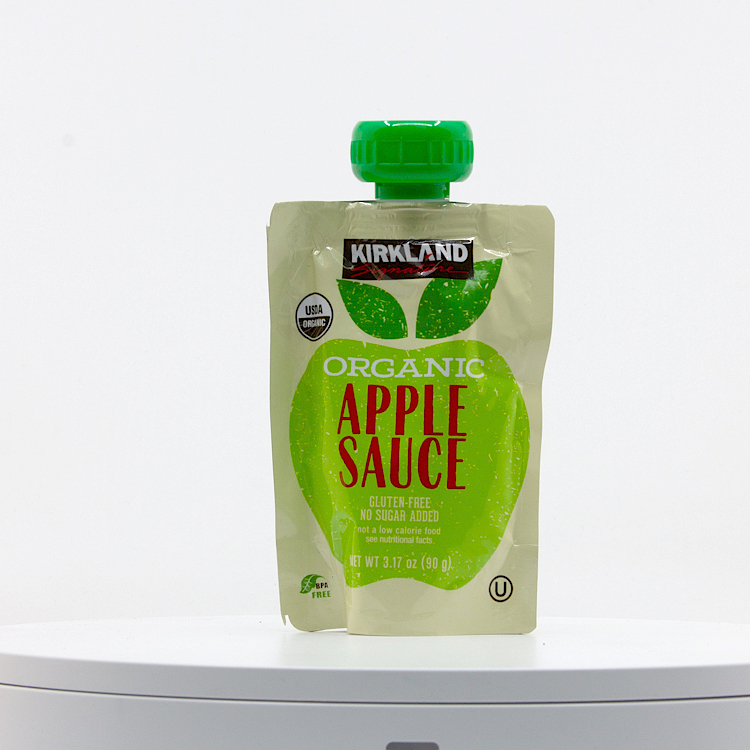 KIRKLAND
Signature
USDA
ORGANIC
ORGANIC
APPLE
SAUCE
GLUTEN-FREE
NO SUGAR ADDED
not a low calorie food
see nutritional facts
NET WT 3.17 oz (90 g)
BPA
FREE
U